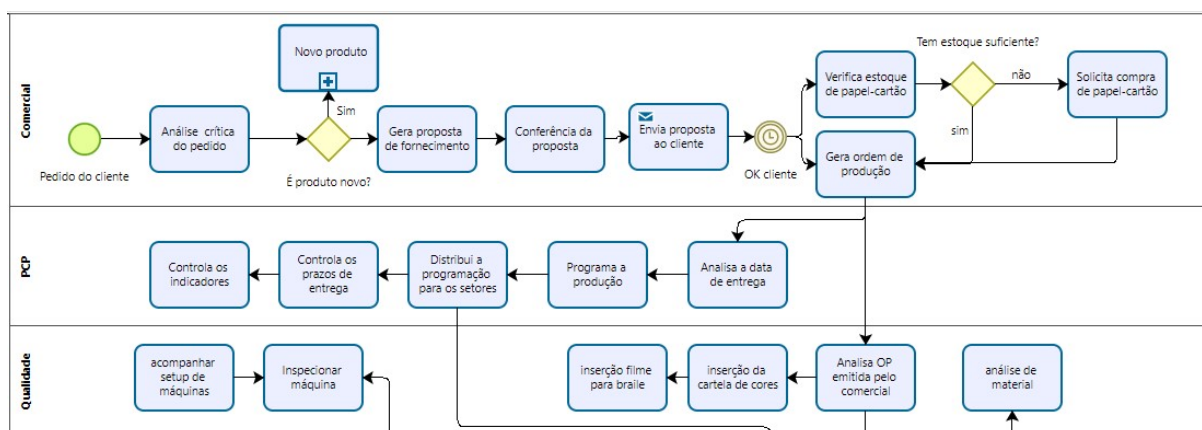 Comercial
Pedido do cliente
Análise crítica
do pedido
Novo produto
Sim
É produto novo?
Gera proposta
de fornecimento
Conferência da
proposta
Envia proposta
ao cliente
OK cliente
Verifica estoque
de papel-cartão
Tem estoque suficiente?
não
sim
Solicita compra
de papel-cartão
Gera ordem de
produção
PCP
Controla os
indicadores
Controla os
prazos de
entrega
Distribui a
programação
para os setores
Programa a
produção
Analisa a data
de entrega
Qualidade
acompanhar
setup de
máquinas
Inspecionar
máquina
inserção filme
para braile
inserção da
cartela de cores
Analisa OP
emitida pelo
comercial
análise de
material